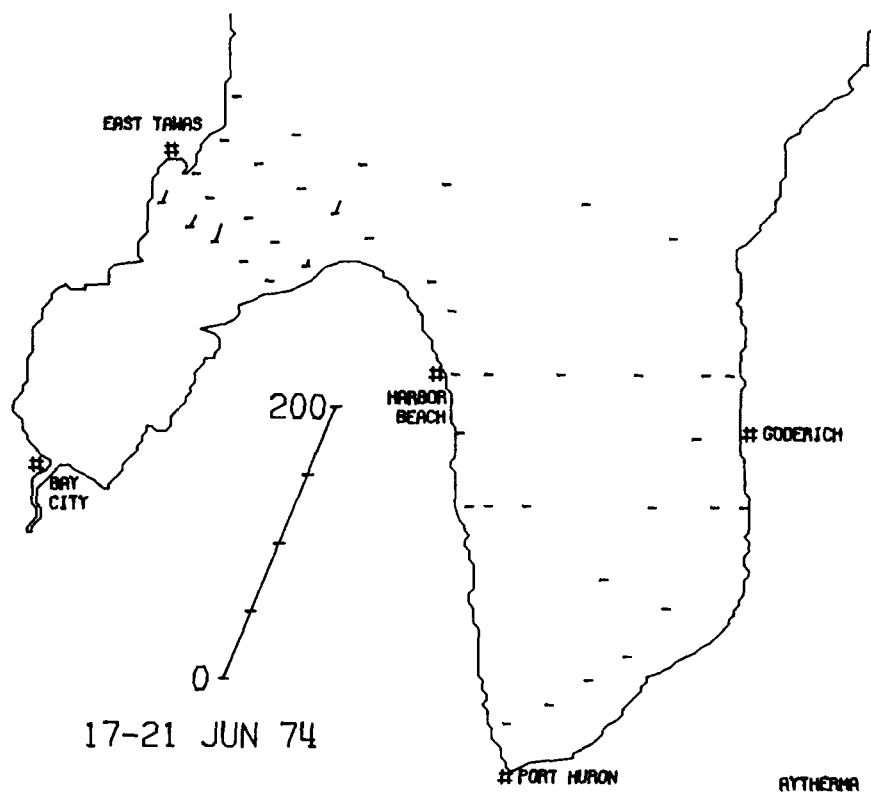 EAST TAWAS
#
#
HARBOR
BEACH
200
# GODERICH
#
BAY
CITY
0
17-21 JUN 74
# PORT HURON
AYTHERMA